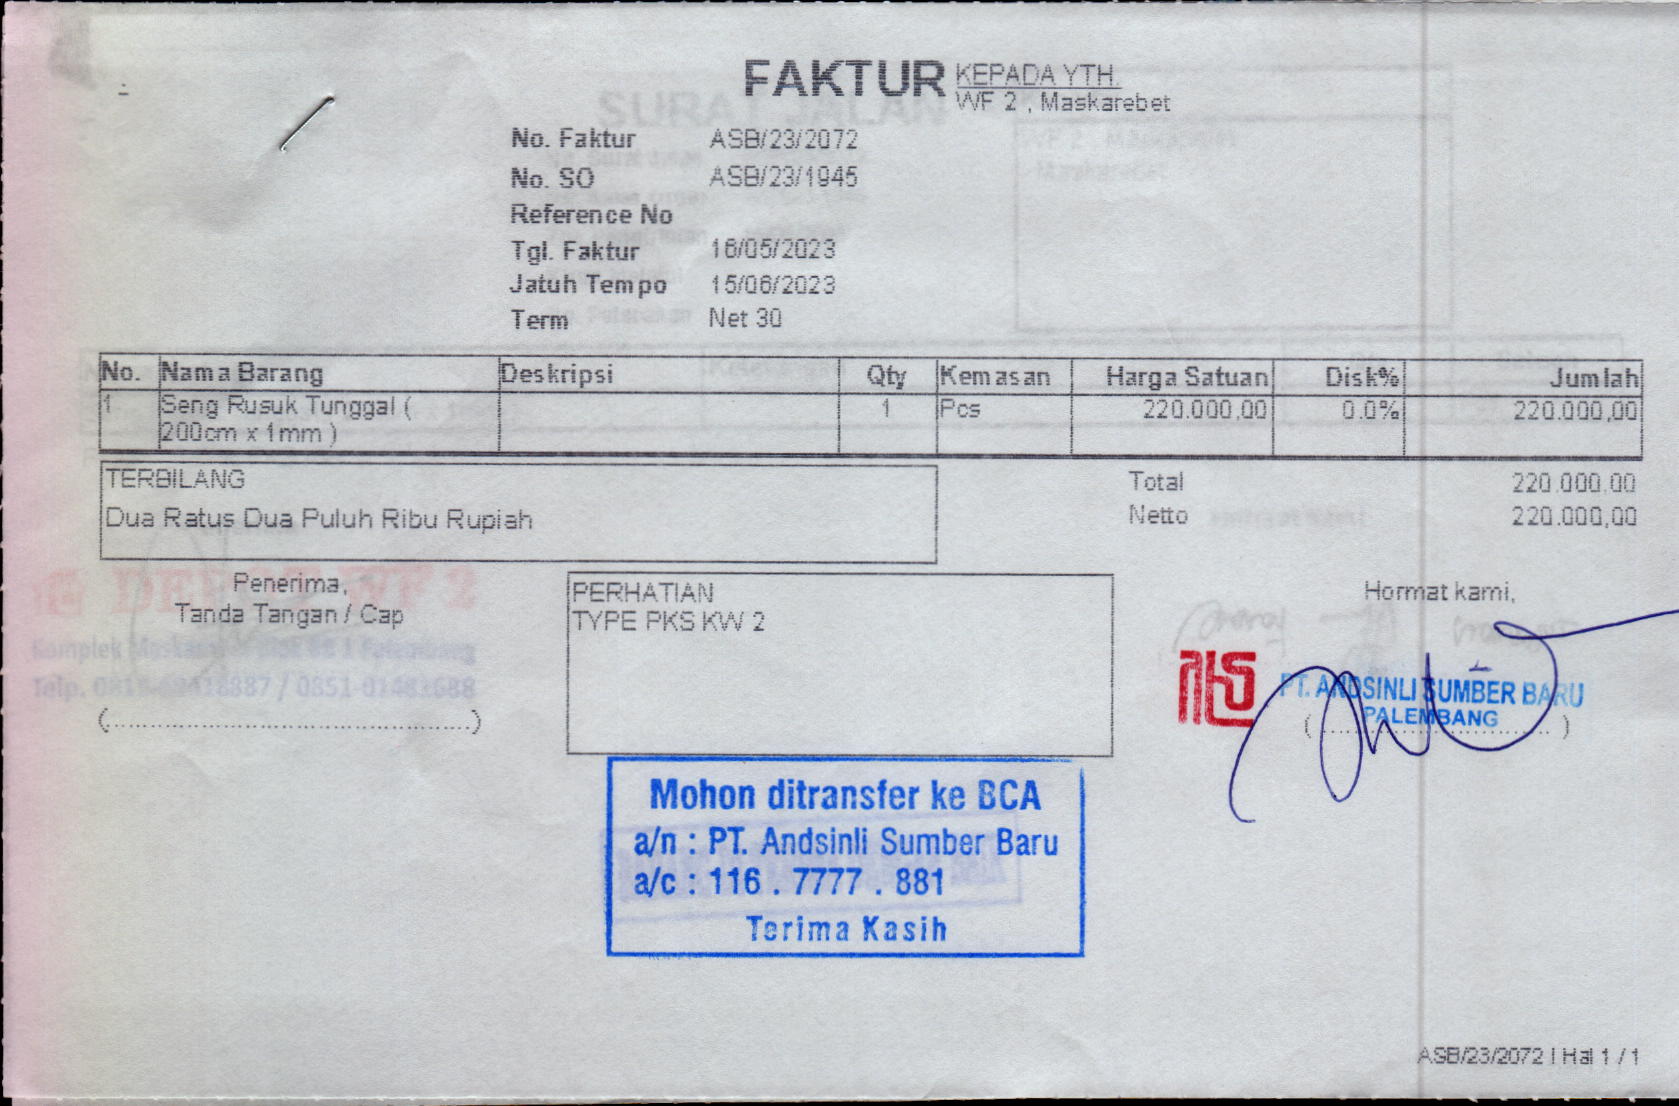 FAKTUR
KEPADA YTH.
WF 2 , Maskarebet
No. Faktur ASB/23/2072
No. SO ASB/23/1945
Reference No
Tgl. Faktur 16/05/2023
Jatuh Tempo 15/06/2023
Term Net 30
No. Nama Barang Deskripsi Qty Kemasan Harga Satuan Disk% Jumlah
1 Seng Rusuk Tunggal ( 1 Pcs 220.000,00 0.0% 220.000,00
200cm x 1mm )
TERBILANG
Dua Ratus Dua Puluh Ribu Rupiah
Total 220.000,00
Netto 220.000,00
Penerima,
Tanda Tangan / Cap
(..........................................)
DEPOT WF 2
PERHATIAN
TYPE PKS KW 2
Hormat kami,
PT. ANDSINLI SUMBER BARU
PALEMBANG
(..........................)
Mohon ditransfer ke BCA
a/n : PT. Andsinli Sumber Baru
a/c : 116 . 7777 . 881
Terima Kasih
SURAT JALAN
ASB/23/2072 | Hal 1 / 1